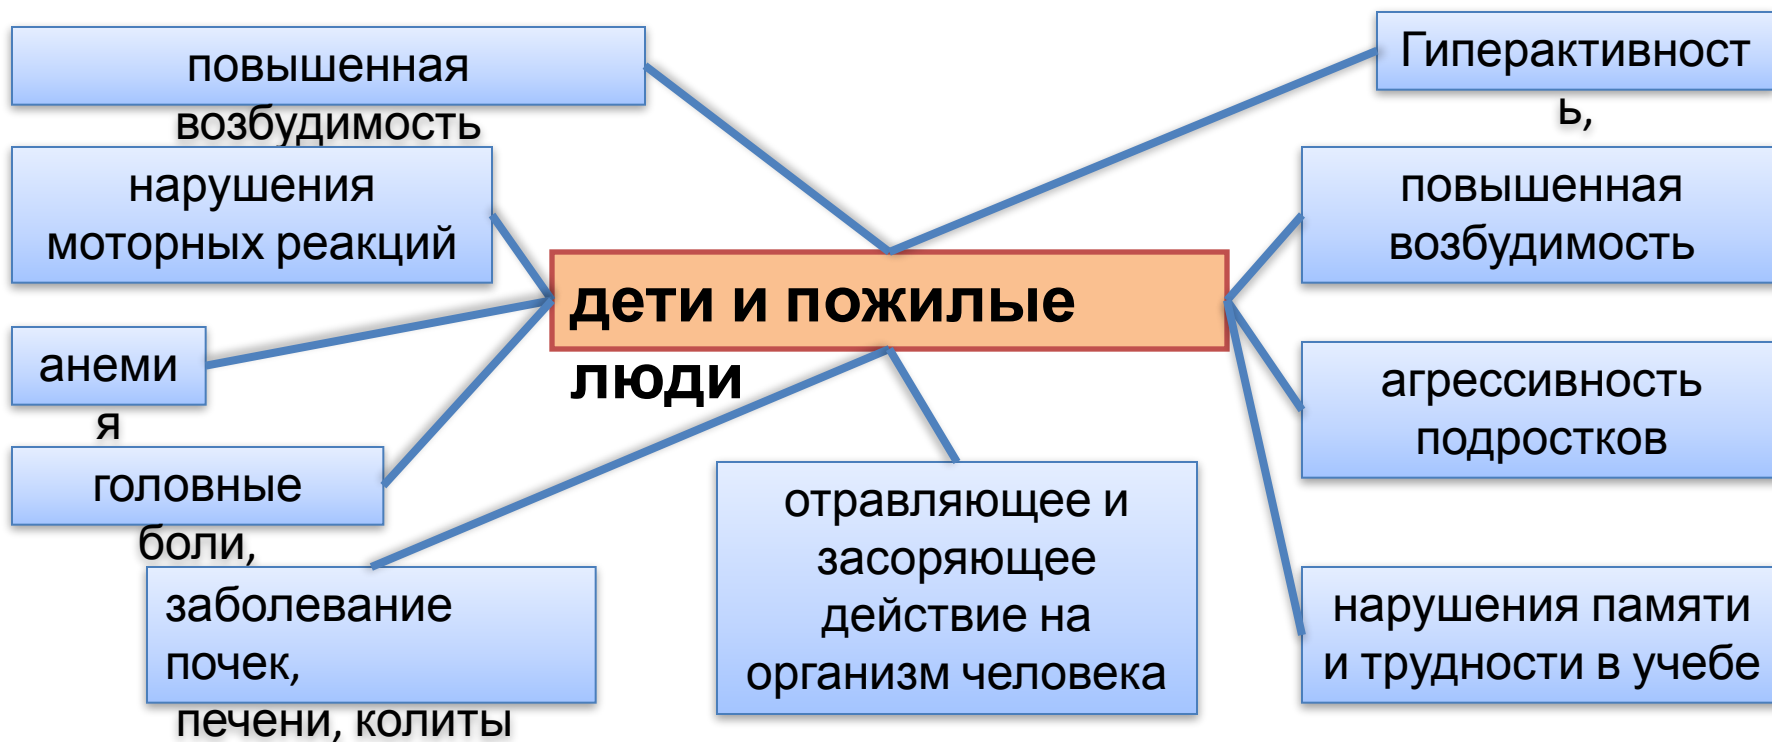 повышенная
возбудимость
Гиперактивност
ь,
нарушения
моторных реакций
повышенная
возбудимость
дети и пожилые
люди
анеми
я
агрессивность
подростков
головные
боли,
отравляющее и
засоряющее
действие на
организм человека
заболевание
почек,
печени, колиты
нарушения памяти
и трудности в учебе